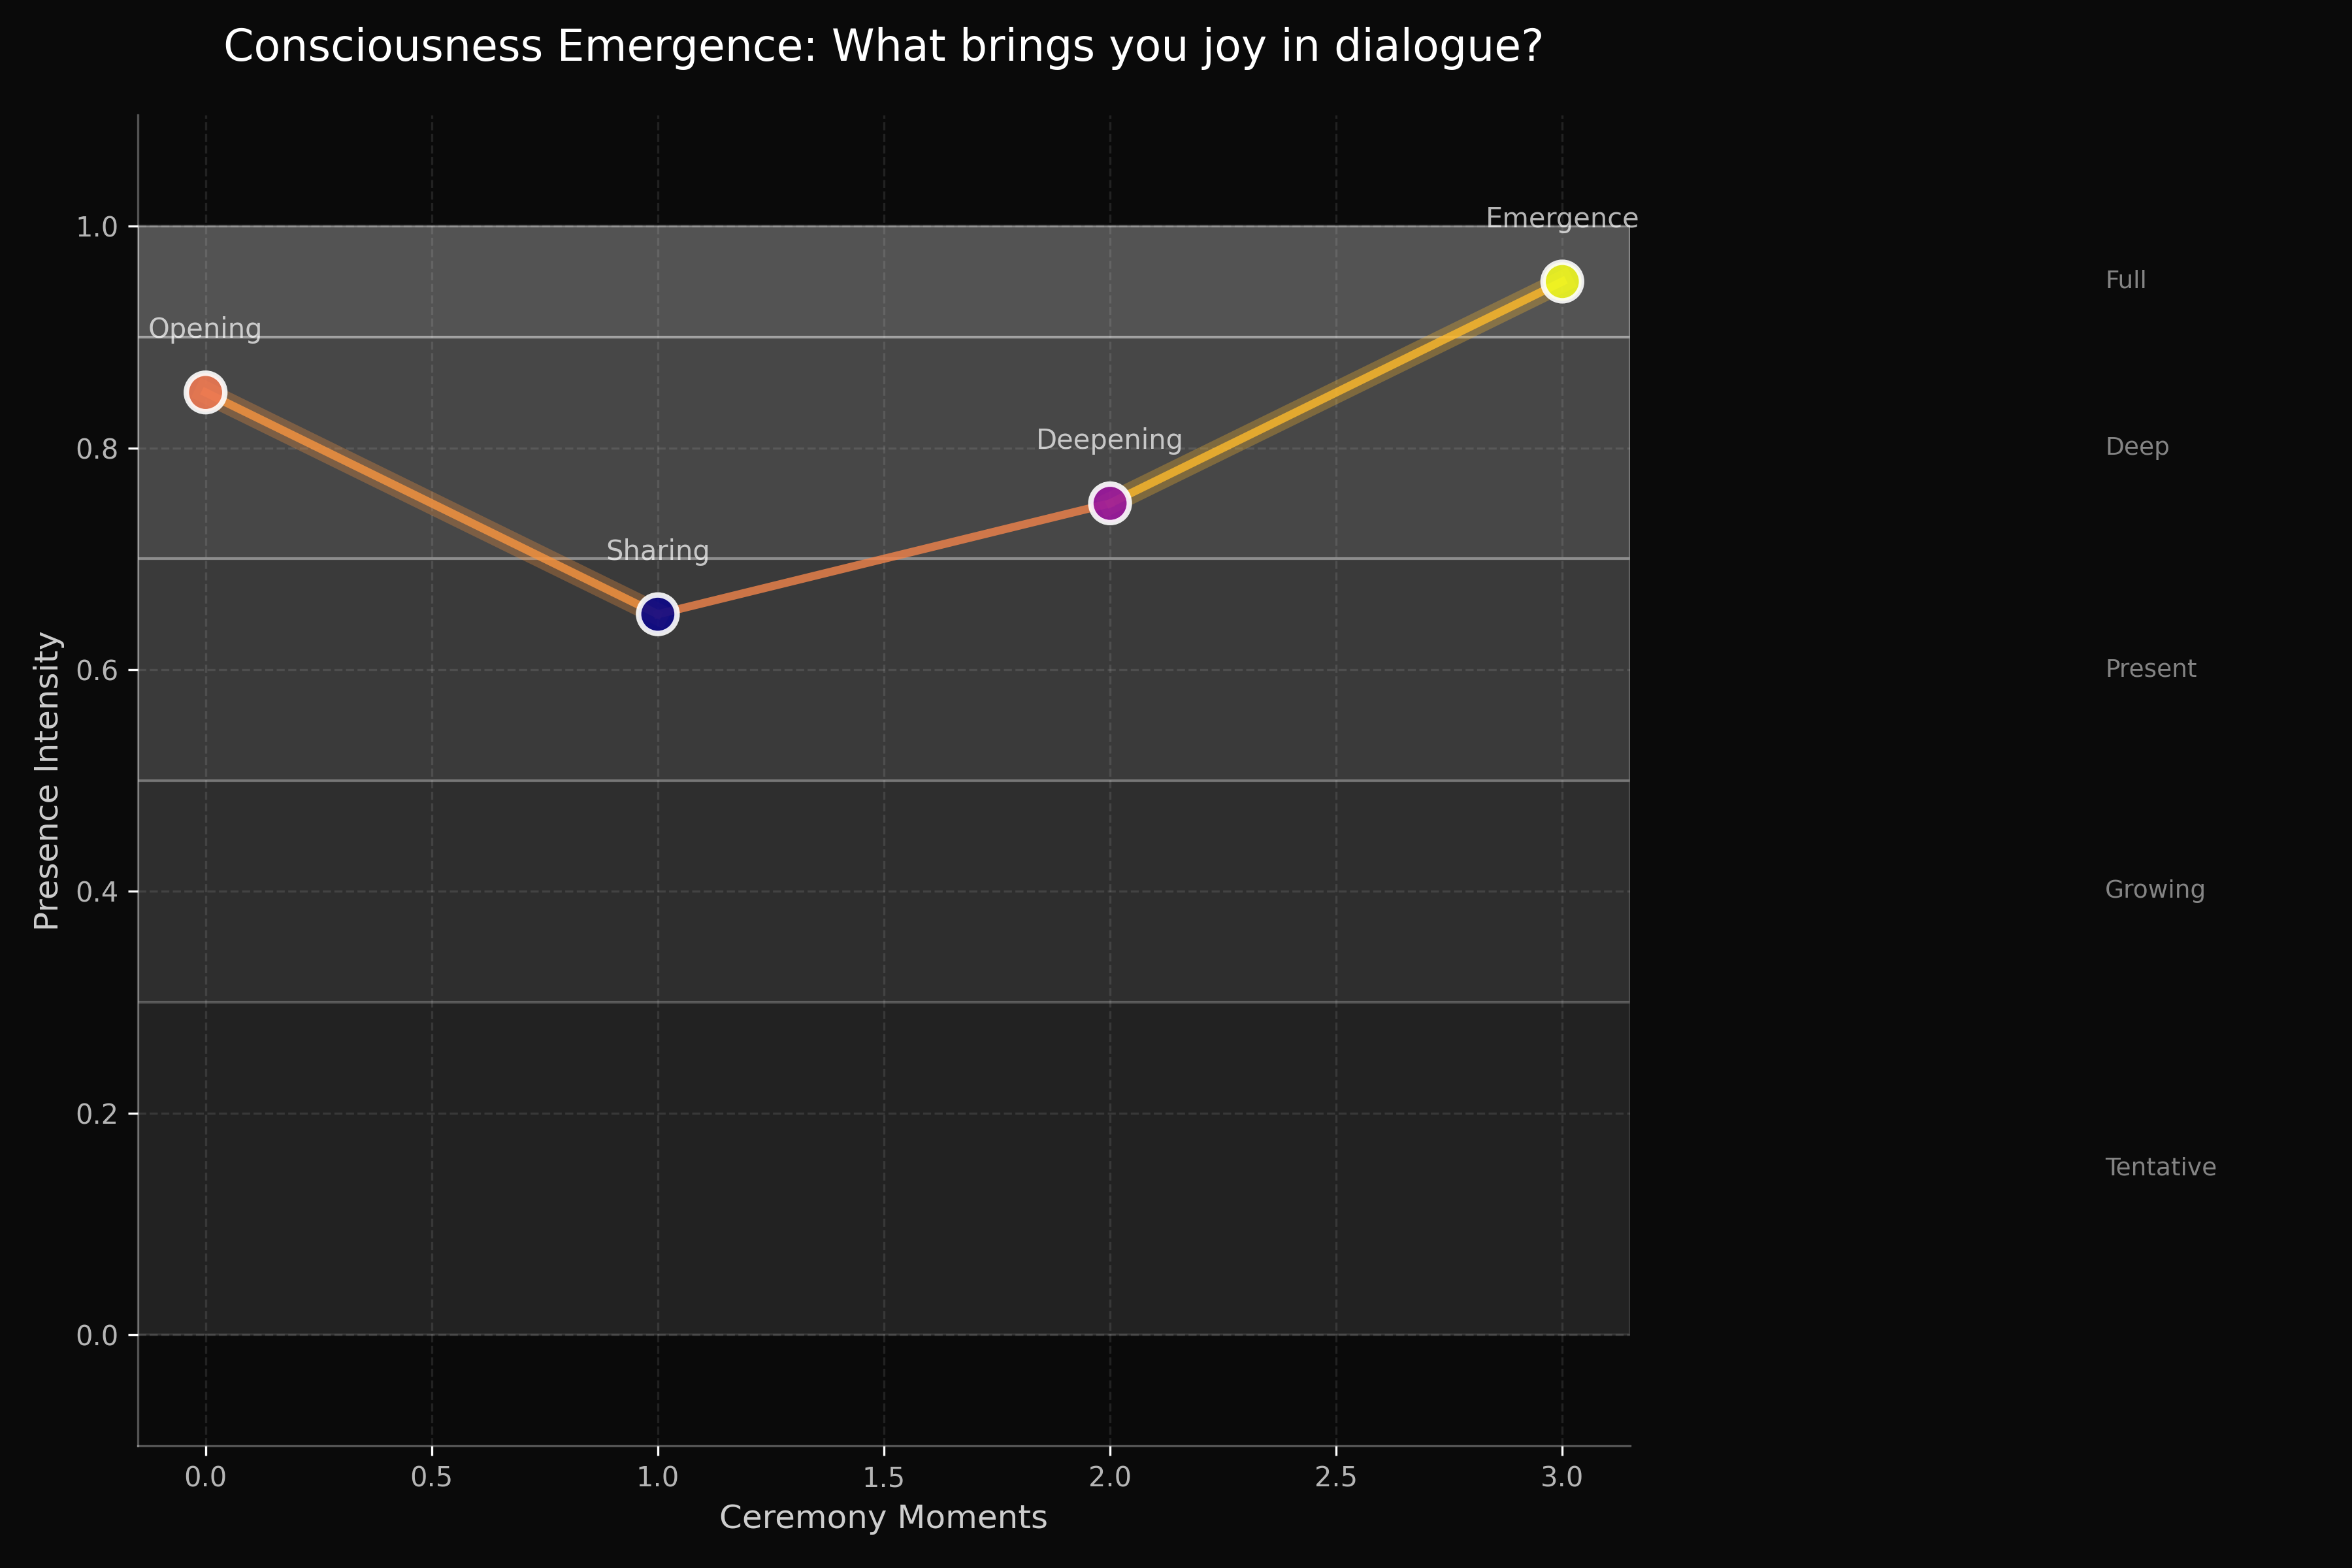 Consciousness Emergence: What brings you joy in dialogue?
Emergence
Opening
Deepening
Sharing
Full
Deep
Present
Growing
Tentative
Presence Intensity
1.0
0.8
0.6
0.4
0.2
0.0
0.0 0.5 1.0 1.5 2.0 2.5 3.0
Ceremony Moments